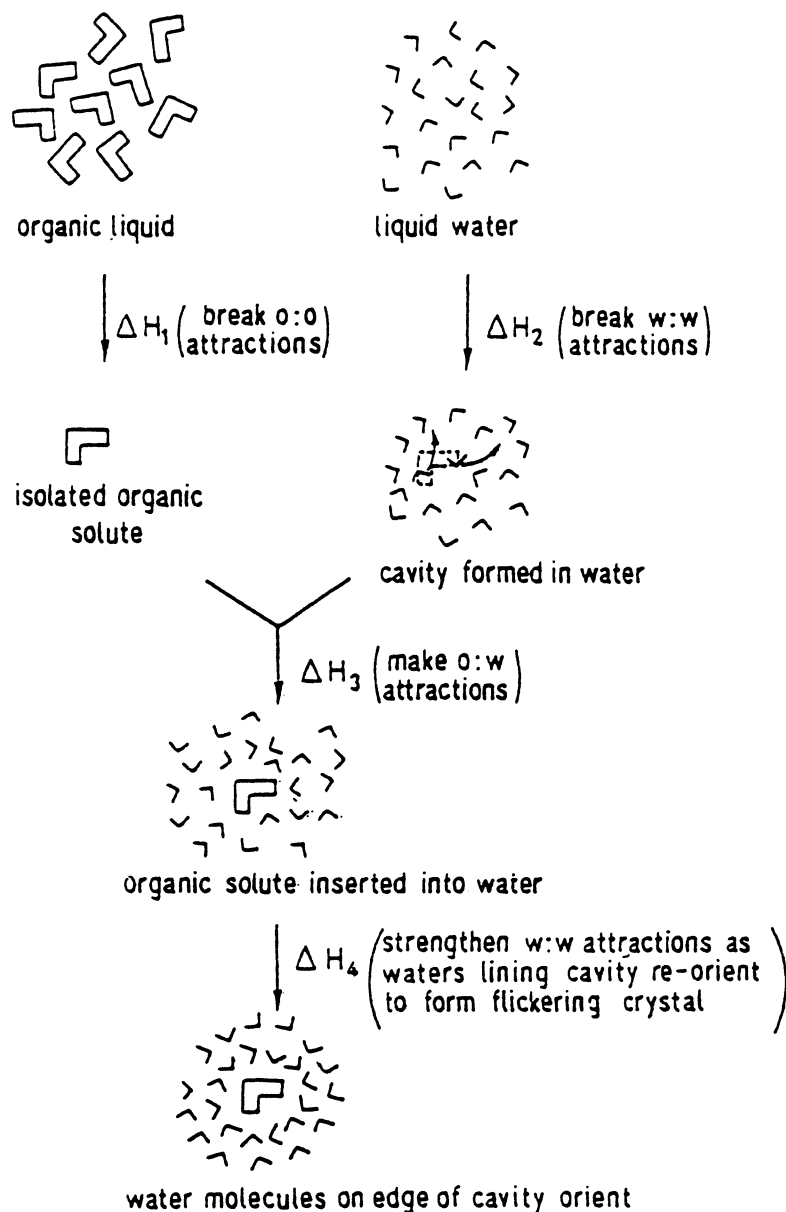 organic liquid
liquid water
ΔH₁ (break o:o
attractions)
ΔH₂ (break w:w
attractions)
isolated organic
solute
cavity formed in water
ΔH₃ (make o:w
attractions)
organic solute inserted into water
ΔH₄ (strengthen w:w attractions as
waters lining cavity re-orient
to form flickering crystal)
water molecules on edge of cavity orient